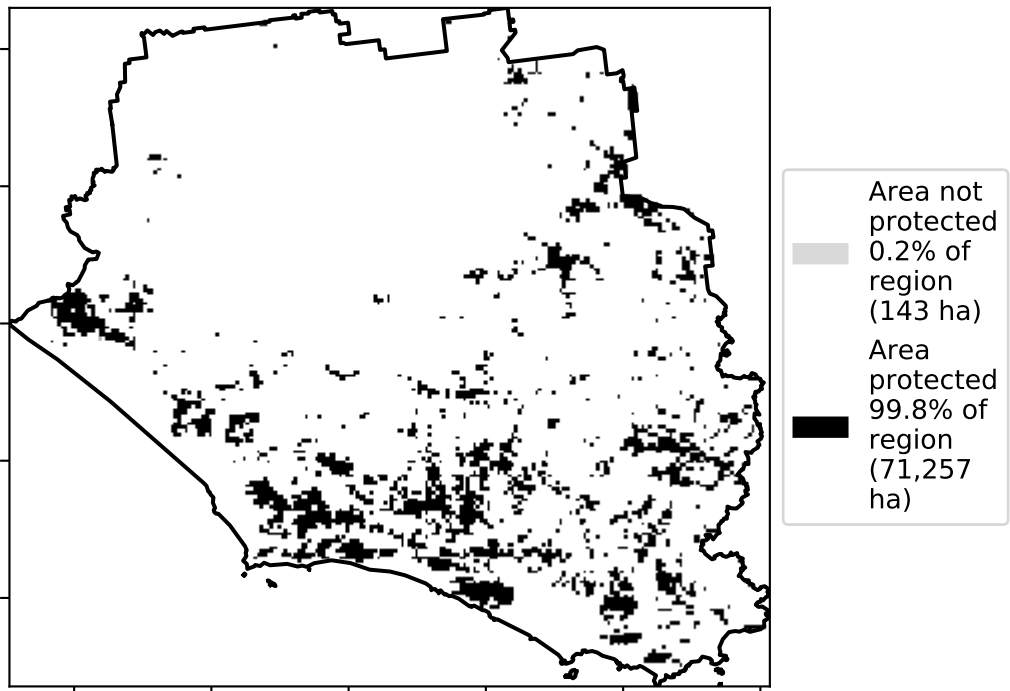 Area not
protected
0.2% of
region
(143 ha)
Area
protected
99.8% of
region
(71,257
ha)